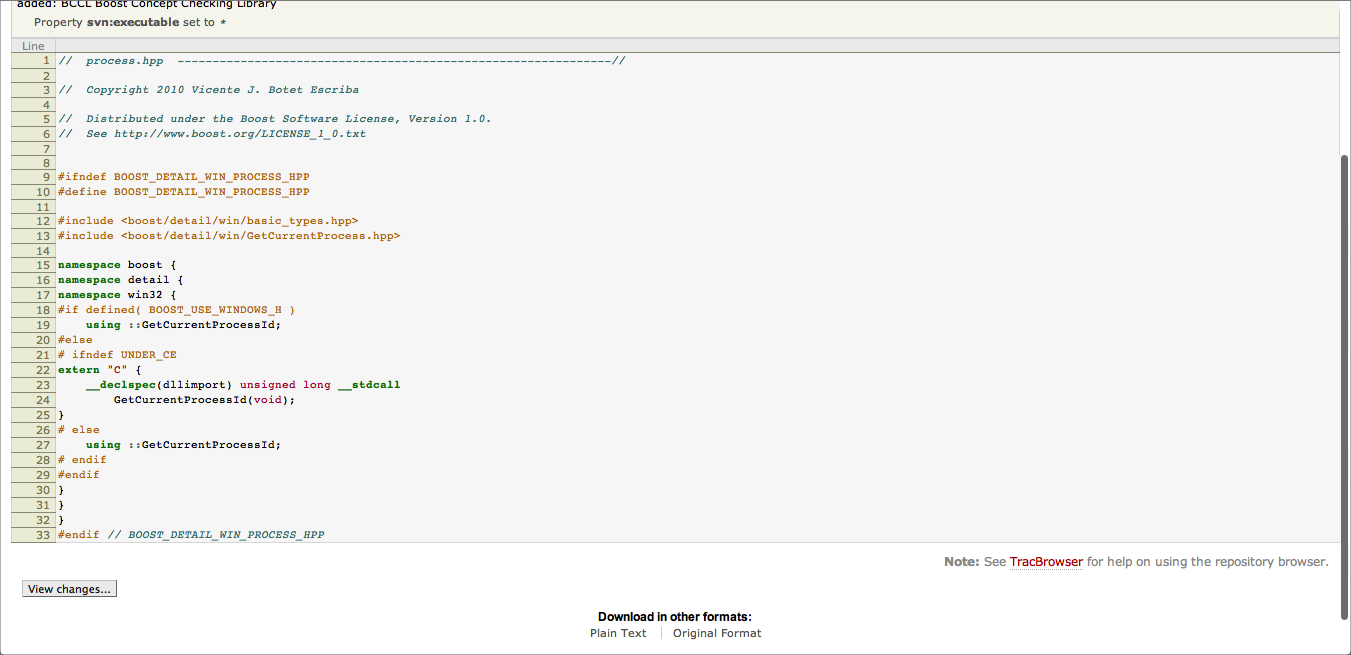 added: BCCL Boost Concept Checking Library
Property svn:executable set to *
Line
1 //  process.hpp  --------------------------------------------------------------//
2
3 //  Copyright 2010 Vicente J. Botet Escriba
4
5 //  Distributed under the Boost Software License, Version 1.0.
6 //  See http://www.boost.org/LICENSE_1_0.txt
7
8
9 #ifndef BOOST_DETAIL_WIN_PROCESS_HPP
10 #define BOOST_DETAIL_WIN_PROCESS_HPP
11
12 #include <boost/detail/win/basic_types.hpp>
13 #include <boost/detail/win/GetCurrentProcess.hpp>
14
15 namespace boost {
16 namespace detail {
17 namespace win32 {
18 #if defined( BOOST_USE_WINDOWS_H )
19     using ::GetCurrentProcessId;
20 #else
21 # ifndef UNDER_CE
22 extern "C" {
23     __declspec(dllimport) unsigned long __stdcall
24         GetCurrentProcessId(void);
25 }
26 # else
27     using ::GetCurrentProcessId;
28 # endif
29 #endif
30 }
31 }
32 }
33 #endif // BOOST_DETAIL_WIN_PROCESS_HPP
Note: See TracBrowser for help on using the repository browser.
View changes...
Download in other formats:
Plain Text
Original Format